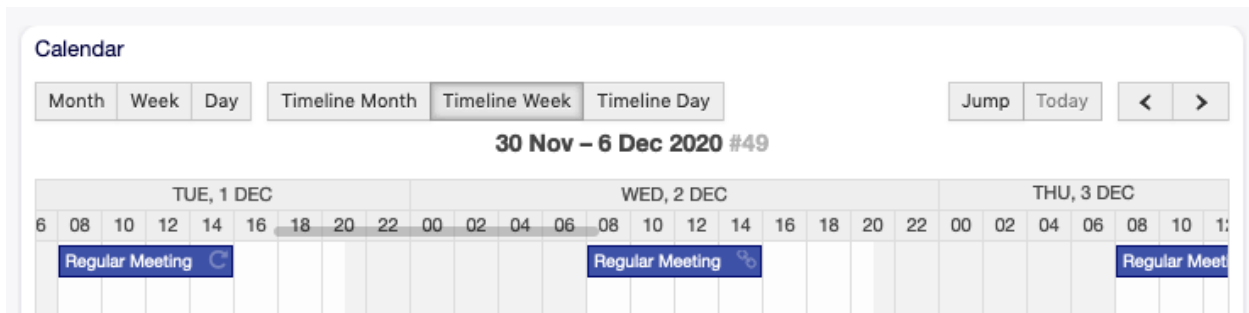 Calendar
Month Week Day Timeline Month Timeline Week Timeline Day Jump Today < >
30 Nov – 6 Dec 2020 #49
TUE, 1 DEC WED, 2 DEC THU, 3 DEC
6 08 10 12 14 16 18 20 22 00 02 04 06 08 10 12 14 16 18 20 22 00 02 04 06 08 10
Regular Meeting Regular Meeting Regular Meet